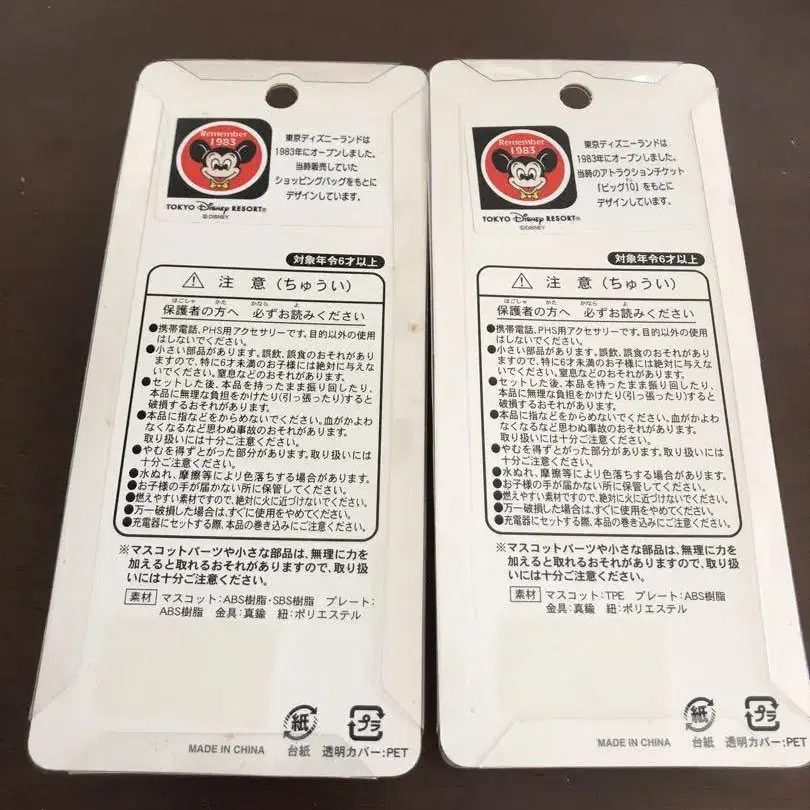 Remember
1983
東京ディズニーランドは
1983年にオープンしました。
当時販売していた
ショッピングバッグをもとに
デザインしています。
TOKYO Disney RESORT®
©DISNEY
対象年令6才以上
⚠ 注 意 (ちゅうい)
ほごしゃ かた かなら よ
保護者の方へ 必ずお読みください
●携帯電話、PHS用アクセサリーです。目的以外の使用
はしないでください。
●小さい部品があります。誤飲、誤食のおそれがあり
ますので、特に6才未満のお子様には絶対に与えな
いでください。窒息などのおそれがあります。
●セットした後、本品を持ったまま振り回したり、
本品に無理な負担をかけたり(引っ張ったり)すると
破損するおそれがあります。
●本品に指などをからめないでください。血がかよわ
なくなるなど思わぬ事故のおそれがあります。
取り扱いには十分ご注意ください。
●やむを得ずとがった部分があります。取り扱いには
十分ご注意ください。
●水ぬれ、摩擦等により色落ちする場合があります。
●お子様の手が届かない所に保管してください。
●燃えやすい素材ですので、絶対に火に近づけないでください。
●万一破損した場合は、すぐに使用をやめてください。
●充電器にセットする際、本品の巻き込みにご注意ください。
※マスコットパーツや小さな部品は、無理に力を
加えると取れるおそれがありますので、取り扱
いには十分ご注意ください。
素材 マスコット:ABS樹脂・SBS樹脂 プレート:
ABS樹脂 金具:真鍮 紐:ポリエステル
紙 プラ
MADE IN CHINA 台紙 透明カバー:PET
Remember
1983
東京ディズニーランドは
1983年にオープンしました。
当時のアトラクションチケット
「ビッグ10」をもとに
デザインしています。
TOKYO Disney RESORT®
©DISNEY
対象年令6才以上
⚠ 注 意 (ちゅうい)
ほごしゃ かた かなら よ
保護者の方へ 必ずお読みください
●携帯電話、PHS用アクセサリーです。目的以外の使用
はしないでください。
●小さい部品があります。誤飲、誤食のおそれがあり
ますので、特に6才未満のお子様には絶対に与えな
いでください。窒息などのおそれがあります。
●セットした後、本品を持ったまま振り回したり、
本品に無理な負担をかけたり(引っ張ったり)すると
破損するおそれがあります。
●本品に指などをからめないでください。血がかよわ
なくなるなど思わぬ事故のおそれがあります。
取り扱いには十分ご注意ください。
●やむを得ずとがった部分があります。取り扱いには
十分ご注意ください。
●水ぬれ、摩擦等により色落ちする場合があります。
●お子様の手が届かない所に保管してください。
●燃えやすい素材ですので、絶対に火に近づけないでください。
●万一破損した場合は、すぐに使用をやめてください。
●充電器にセットする際、本品の巻き込みにご注意ください。
※マスコットパーツや小さな部品は、無理に力を
加えると取れるおそれがありますので、取り扱
いには十分ご注意ください。
素材 マスコット:TPE プレート:ABS樹脂
金具:真鍮 紐:ポリエステル
紙 プラ
MADE IN CHINA 台紙 透明カバー:PET